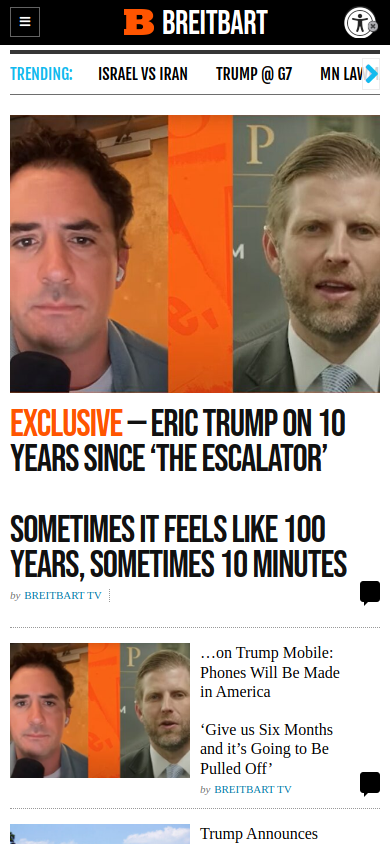 B BREITBART
TRENDING:
ISRAEL VS IRAN
TRUMP @ G7
P
M
EXCLUSIVE – ERIC TRUMP ON 10
YEARS SINCE ‘THE ESCALATOR’
SOMETIMES IT FEELS LIKE 100
YEARS, SOMETIMES 10 MINUTES
by BREITBART TV
P
M
…on Trump Mobile:
Phones Will Be Made
in America
‘Give us Six Months
and it’s Going to Be
Pulled Off’
by BREITBART TV
Trump Announces